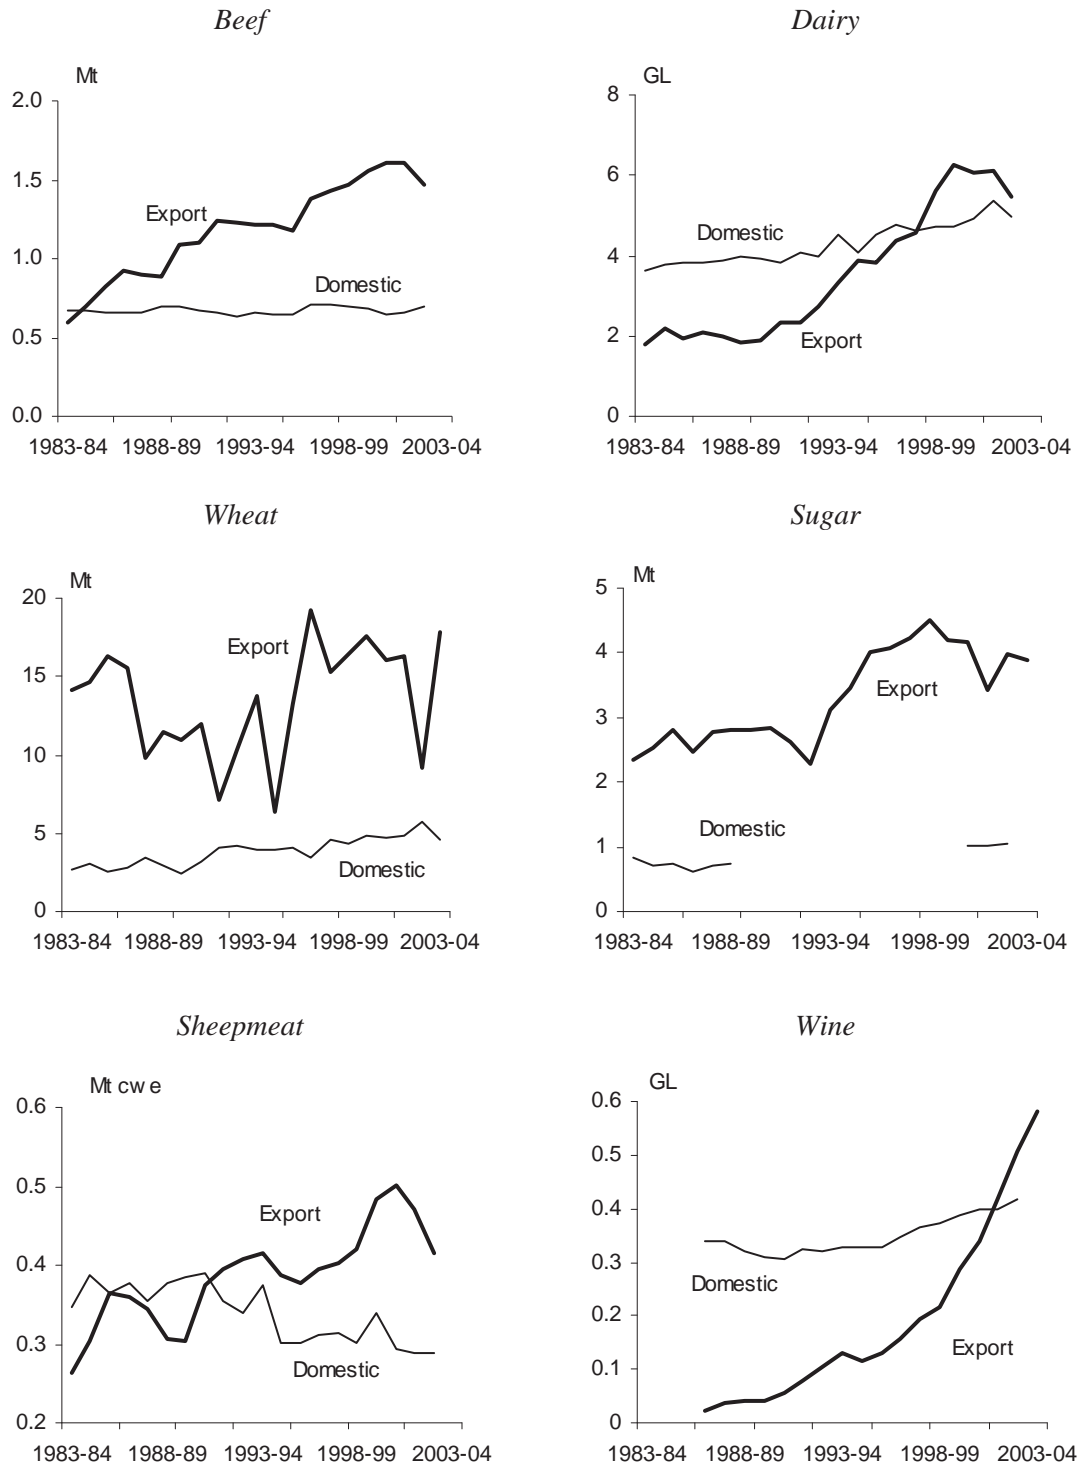 Beef
Mt
2.0
1.5
1.0
0.5
0.0
Export
Domestic
1983-84 1988-89 1993-94 1998-99 2003-04
Dairy
GL
8
6
4
2
0
Domestic
Export
1983-84 1988-89 1993-94 1998-99 2003-04
Wheat
Mt
20
15
10
5
0
Export
Domestic
1983-84 1988-89 1993-94 1998-99 2003-04
Sugar
Mt
5
4
3
2
1
0
Export
Domestic
1983-84 1988-89 1993-94 1998-99 2003-04
Sheepmeat
Mt cwe
0.6
0.5
0.4
0.3
0.2
Export
Domestic
1983-84 1988-89 1993-94 1998-99 2003-04
Wine
GL
0.6
0.5
0.4
0.3
0.2
0.1
0
Domestic
Export
1983-84 1988-89 1993-94 1998-99 2003-04